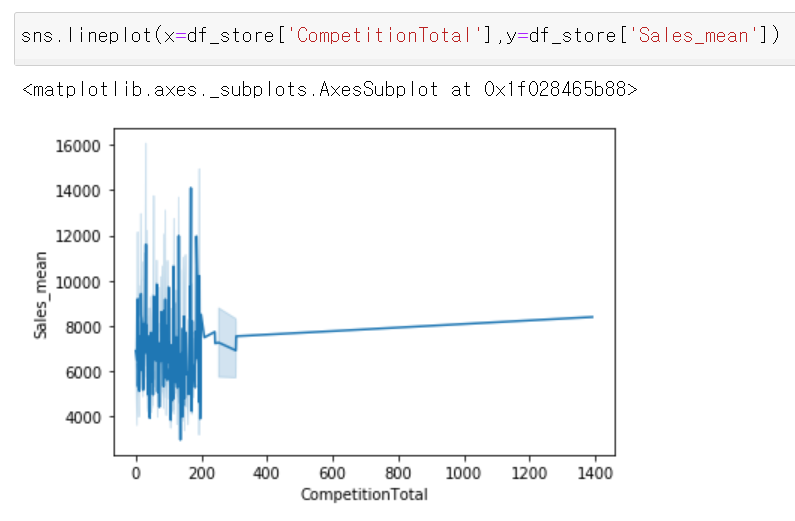 sns.lineplot(x=df_store['CompetitionTotal'],y=df_store['Sales_mean'])
<matplotlib.axes._subplots.AxesSubplot at 0x1f028465b88>
16000
14000
12000
10000
8000
6000
4000
Sales_mean
0 200 400 600 800 1000 1200 1400
CompetitionTotal